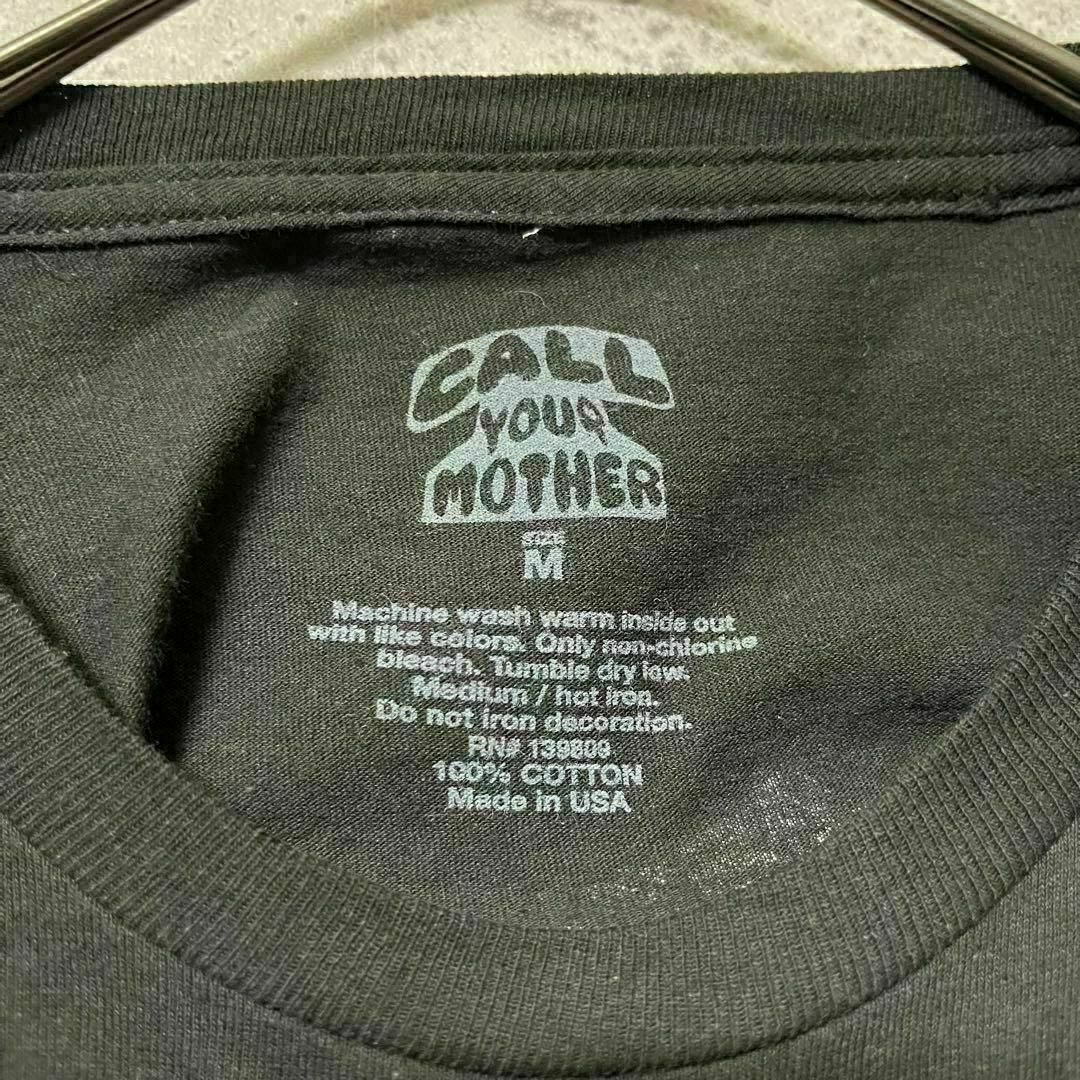 CALL
YOUR
MOTHER
SIZE
M
Machine wash warm inside out
with like colors. Only non-chlorine
bleach. Tumble dry low.
Medium / hot iron.
Do not iron decoration.
RN# 139809
100% COTTON
Made in USA